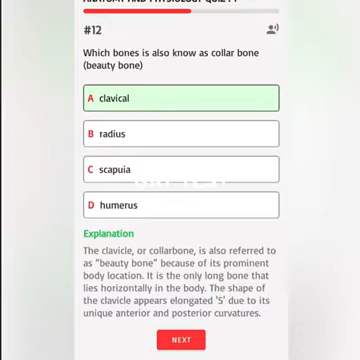 #12
Which bones is also know as collar bone
(beauty bone)
A clavical
B radius
C scapuia
D humerus
Explanation
The clavicle, or collarbone, is also referred to
as "beauty bone" because of its prominent
body location. It is the only long bone that
lies horizontally in the body. The shape of
the clavicle appears elongated 'S' due to its
unique anterior and posterior curvatures.
NEXT